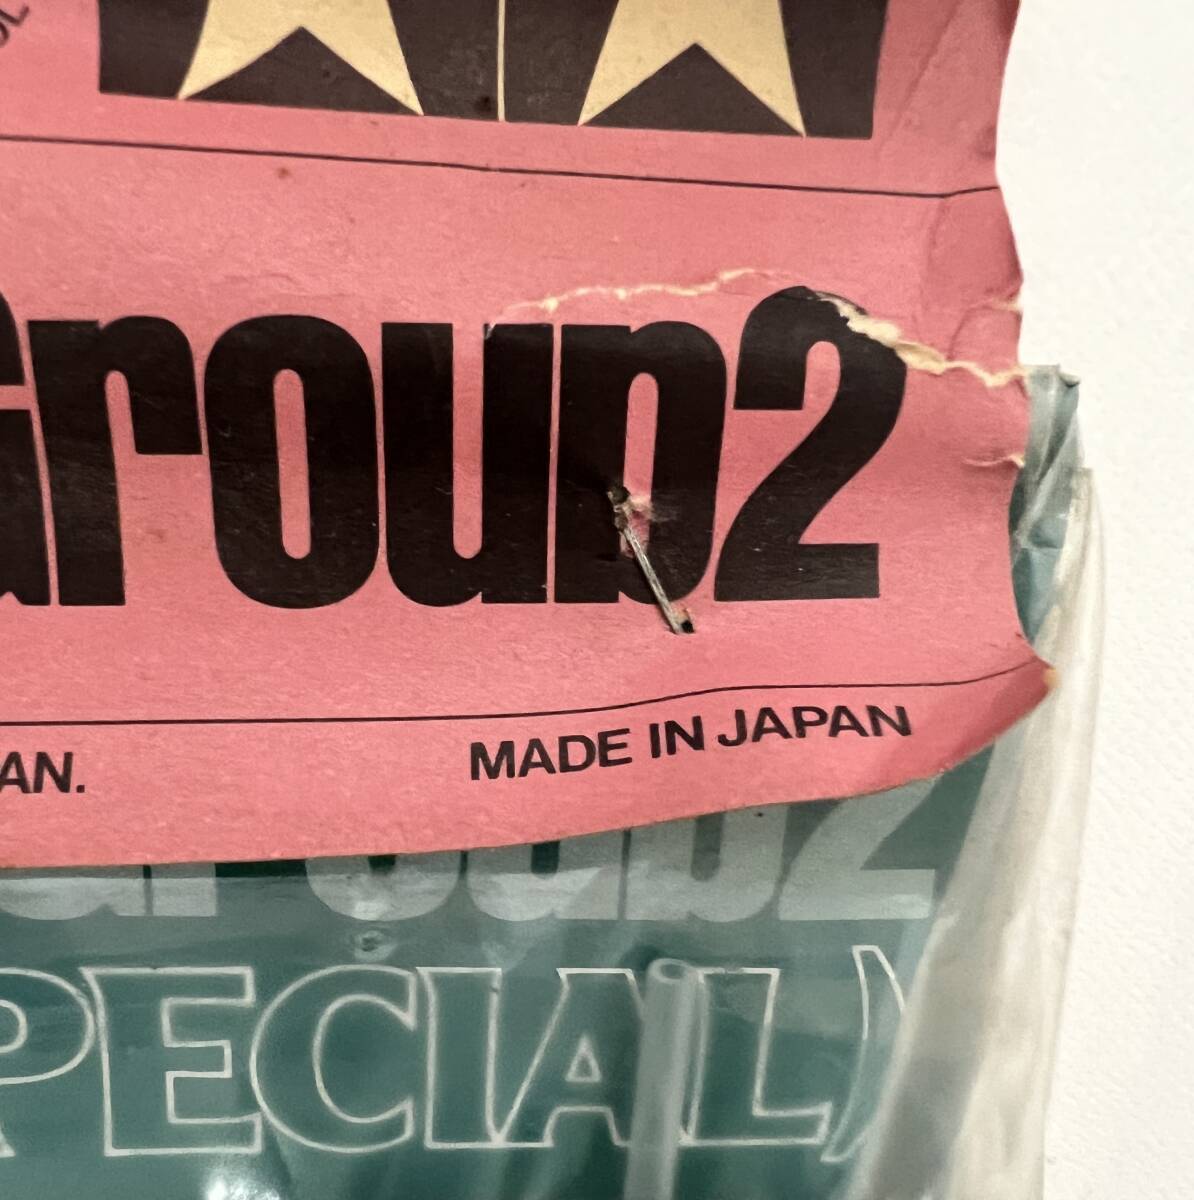 Group2
AN.
MADE IN JAPAN
Group2
PECIAL)